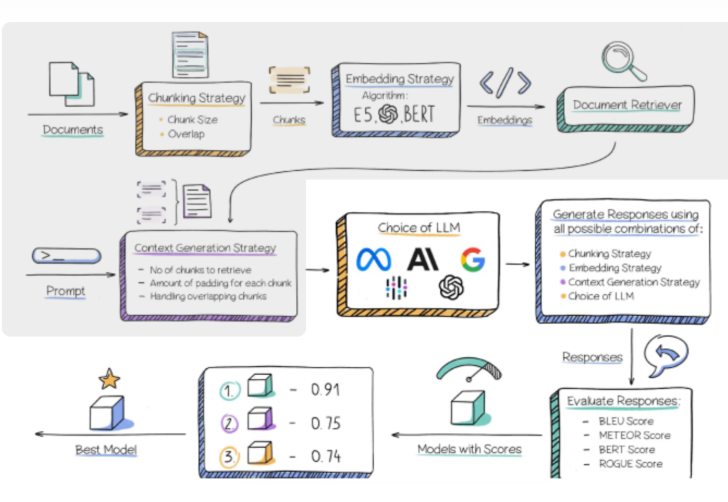 Documents
Chunking Strategy
Chunk Size
Overlap
Chunks
Embedding Strategy
Algorithm:
E5, , BERT
</>
Embeddings
Document Retriever
>_
Prompt
Context Generation Strategy
- No of chunks to retrieve
- Amount of padding for each chunk
- Handling overlapping chunks
Choice of LLM
AI
G
Generate Responses using
all possible combinations of:
Chunking Strategy
Embedding Strategy
Context Generation Strategy
Choice of LLM
Responses
Evaluate Responses:
- BLEU Score
- METEOR Score
- BERT Score
- ROGUE Score
Models with Scores
1. - 0.91
2 - 0.75
3. - 0.74
Best Model